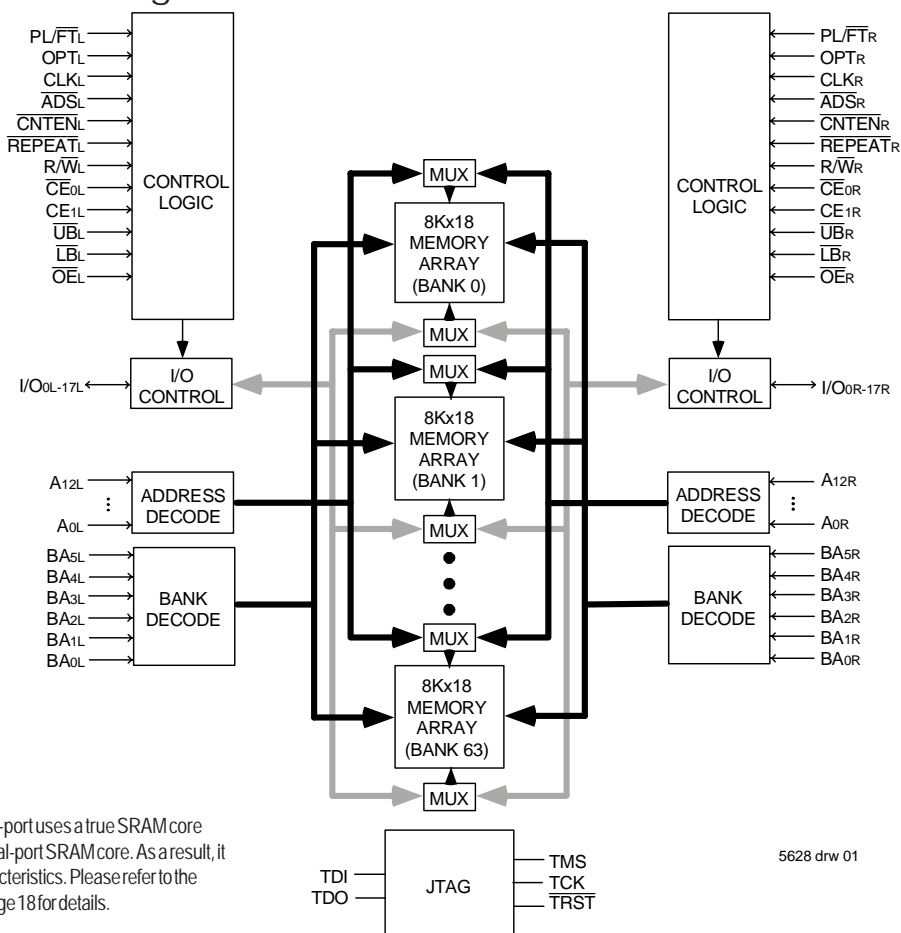 PL/FTL
OPTL
CLKL
ADSL
CNTENL
REPEATL
R/WL
CE0L
CE1L
UBL
LBL
OEL
CONTROL
LOGIC
I/O0L-17L
I/O
CONTROL
A12L
A0L
ADDRESS
DECODE
BA5L
BA4L
BA3L
BA2L
BA1L
BA0L
BANK
DECODE
MUX
8Kx18
MEMORY
ARRAY
(BANK 0)
MUX
MUX
8Kx18
MEMORY
ARRAY
(BANK 1)
MUX
MUX
8Kx18
MEMORY
ARRAY
(BANK 63)
MUX
PL/FTR
OPTR
CLKR
ADSR
CNTENR
REPEATR
R/WR
CE0R
CE1R
UBR
LBR
OER
CONTROL
LOGIC
I/O
CONTROL
I/O0R-17R
ADDRESS
DECODE
A12R
A0R
BANK
DECODE
BA5R
BA4R
BA3R
BA2R
BA1R
BA0R
-port uses a true SRAM core
al-port SRAM core. As a result, it
cteristics. Please refer to the
ge 18 for details.
TDI
TDO
JTAG
TMS
TCK
TRST
5628 drw 01